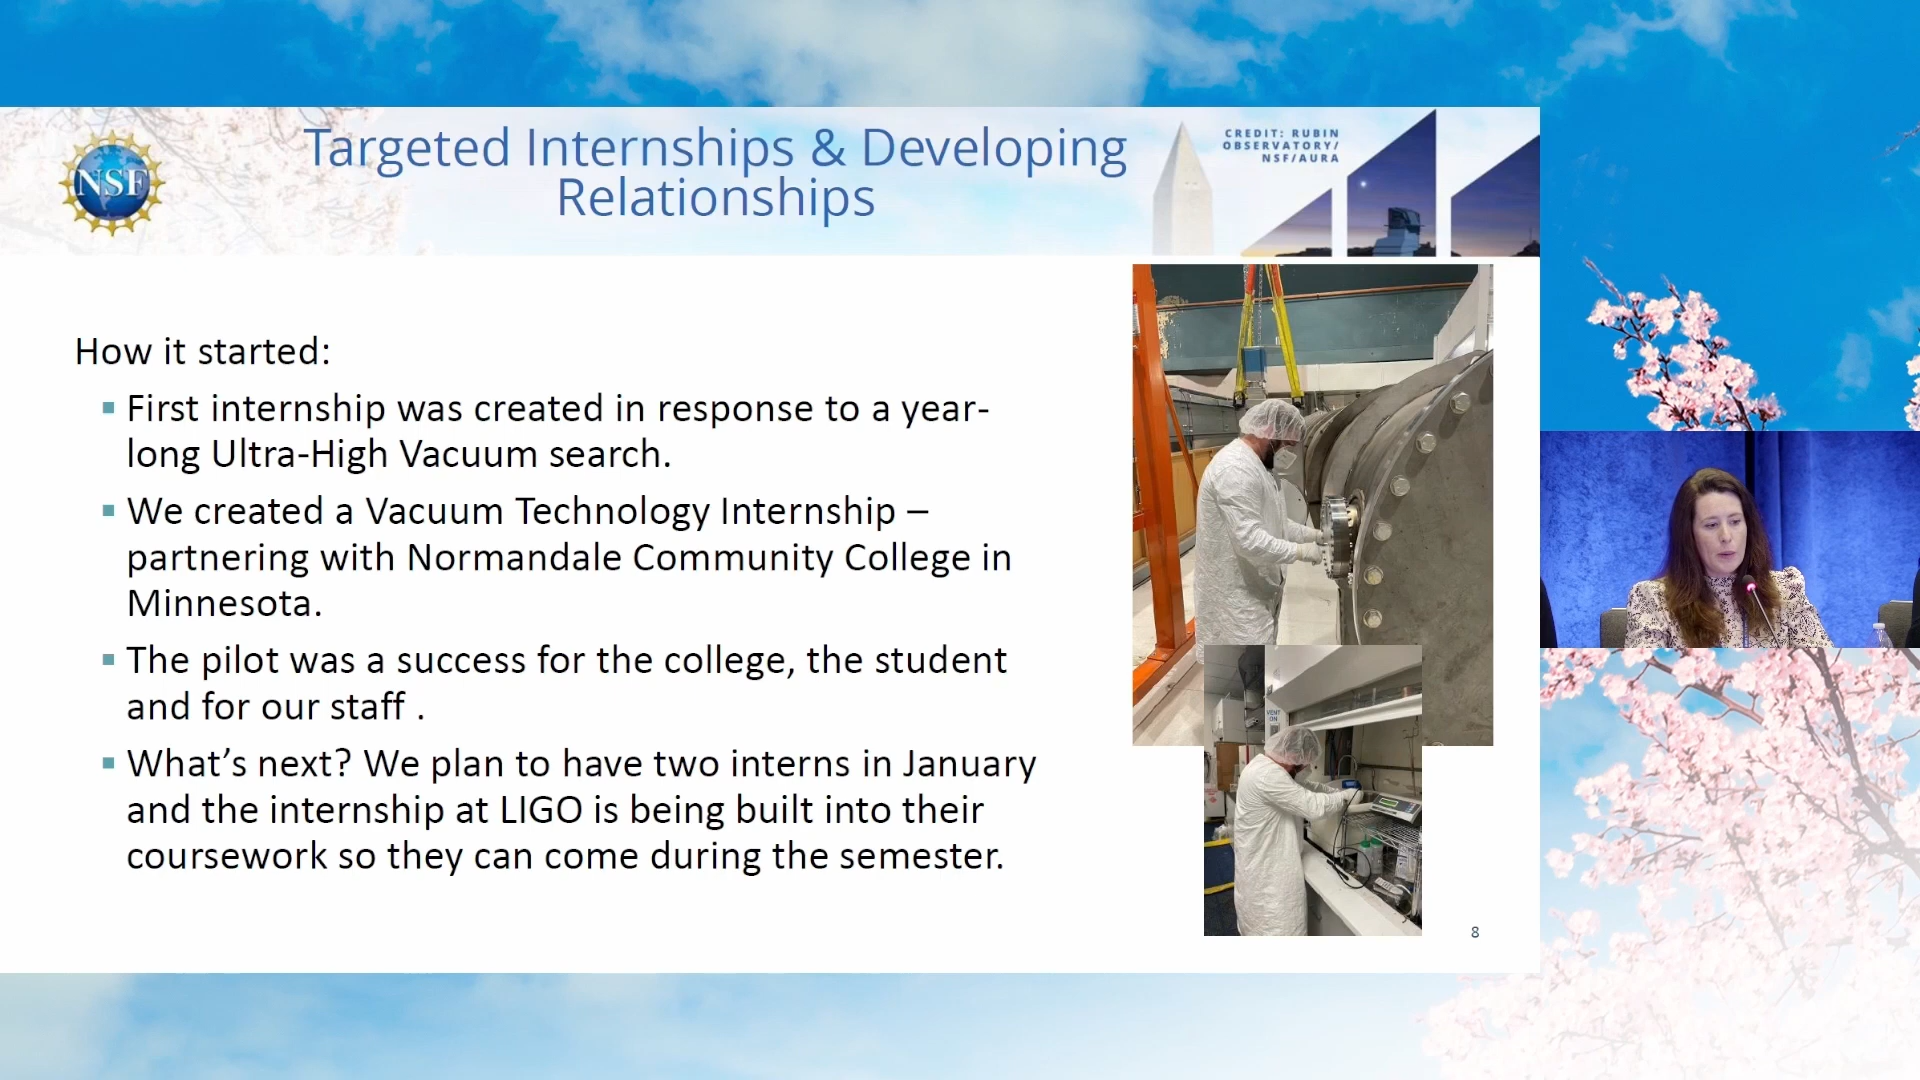 Targeted Internships & Developing
Relationships
CREDIT: RUBIN
OBSERVATORY/
NSF/AURA
NSF
How it started:
▪ First internship was created in response to a year-
long Ultra-High Vacuum search.
▪ We created a Vacuum Technology Internship –
partnering with Normandale Community College in
Minnesota.
▪ The pilot was a success for the college, the student
and for our staff .
▪ What’s next? We plan to have two interns in January
and the internship at LIGO is being built into their
coursework so they can come during the semester.
VENT
ON
8